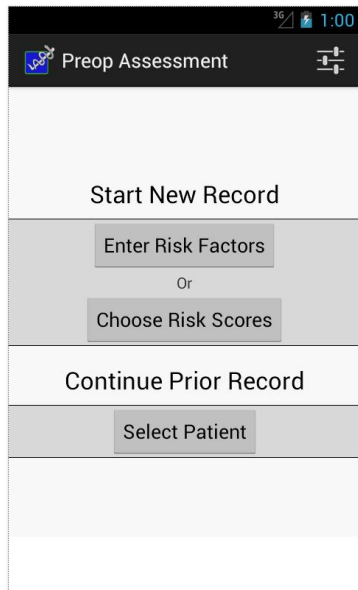 3G 1:00
Preop Assessment
Start New Record
Enter Risk Factors
Or
Choose Risk Scores
Continue Prior Record
Select Patient